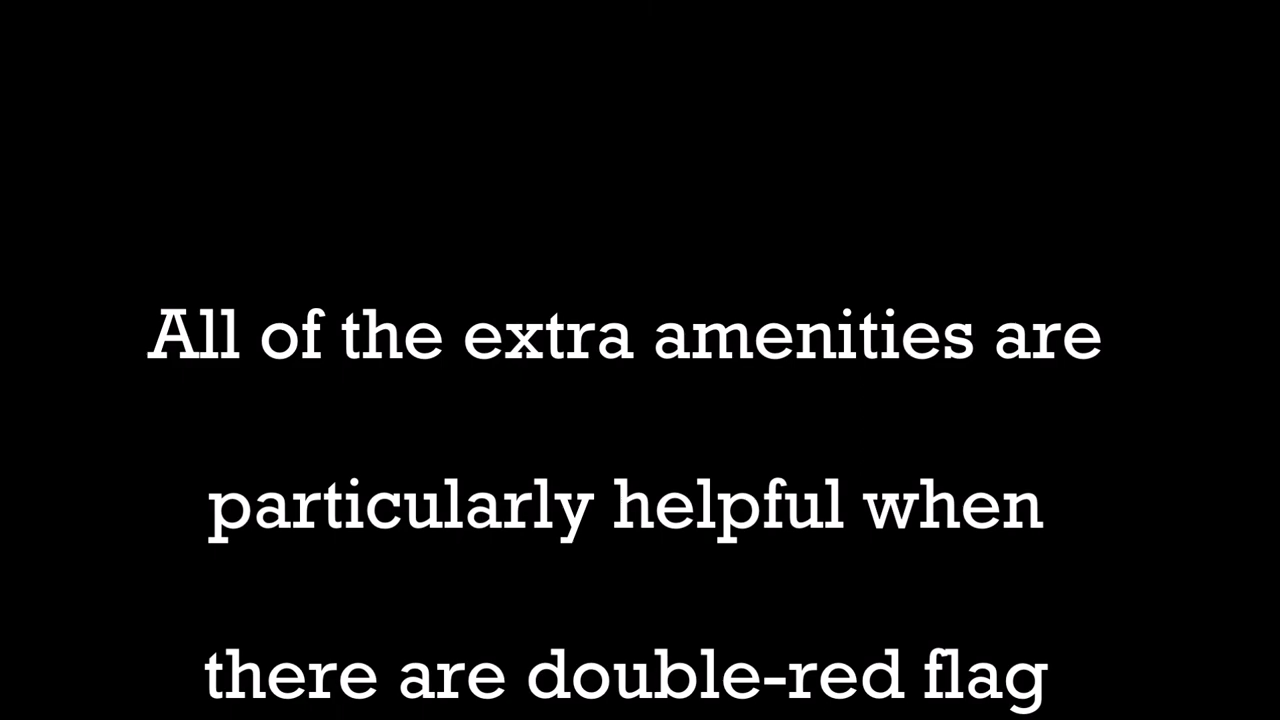 All of the extra amenities are
particularly helpful when
there are double-red flag